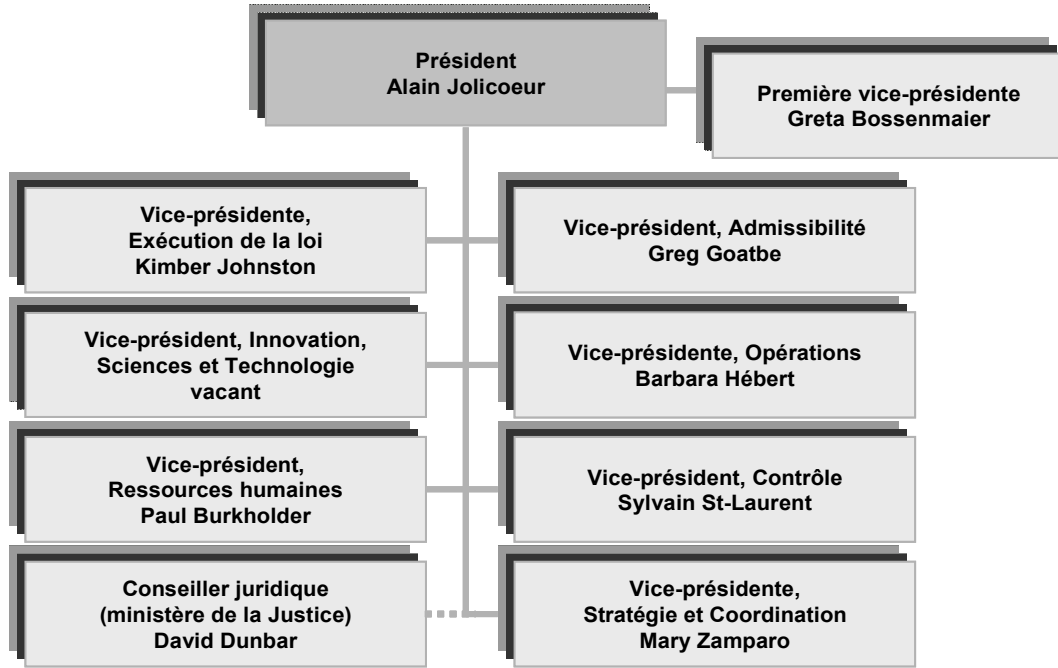 Président
Alain Jolicoeur
Première vice-présidente
Greta Bossenmaier
Vice-présidente,
Exécution de la loi
Kimber Johnston
Vice-président, Admissibilité
Greg Goatbe
Vice-président, Innovation,
Sciences et Technologie
vacant
Vice-présidente, Opérations
Barbara Hébert
Vice-président,
Ressources humaines
Paul Burkholder
Vice-président, Contrôle
Sylvain St-Laurent
Conseiller juridique
(ministère de la Justice)
David Dunbar
Vice-présidente,
Stratégie et Coordination
Mary Zamparo